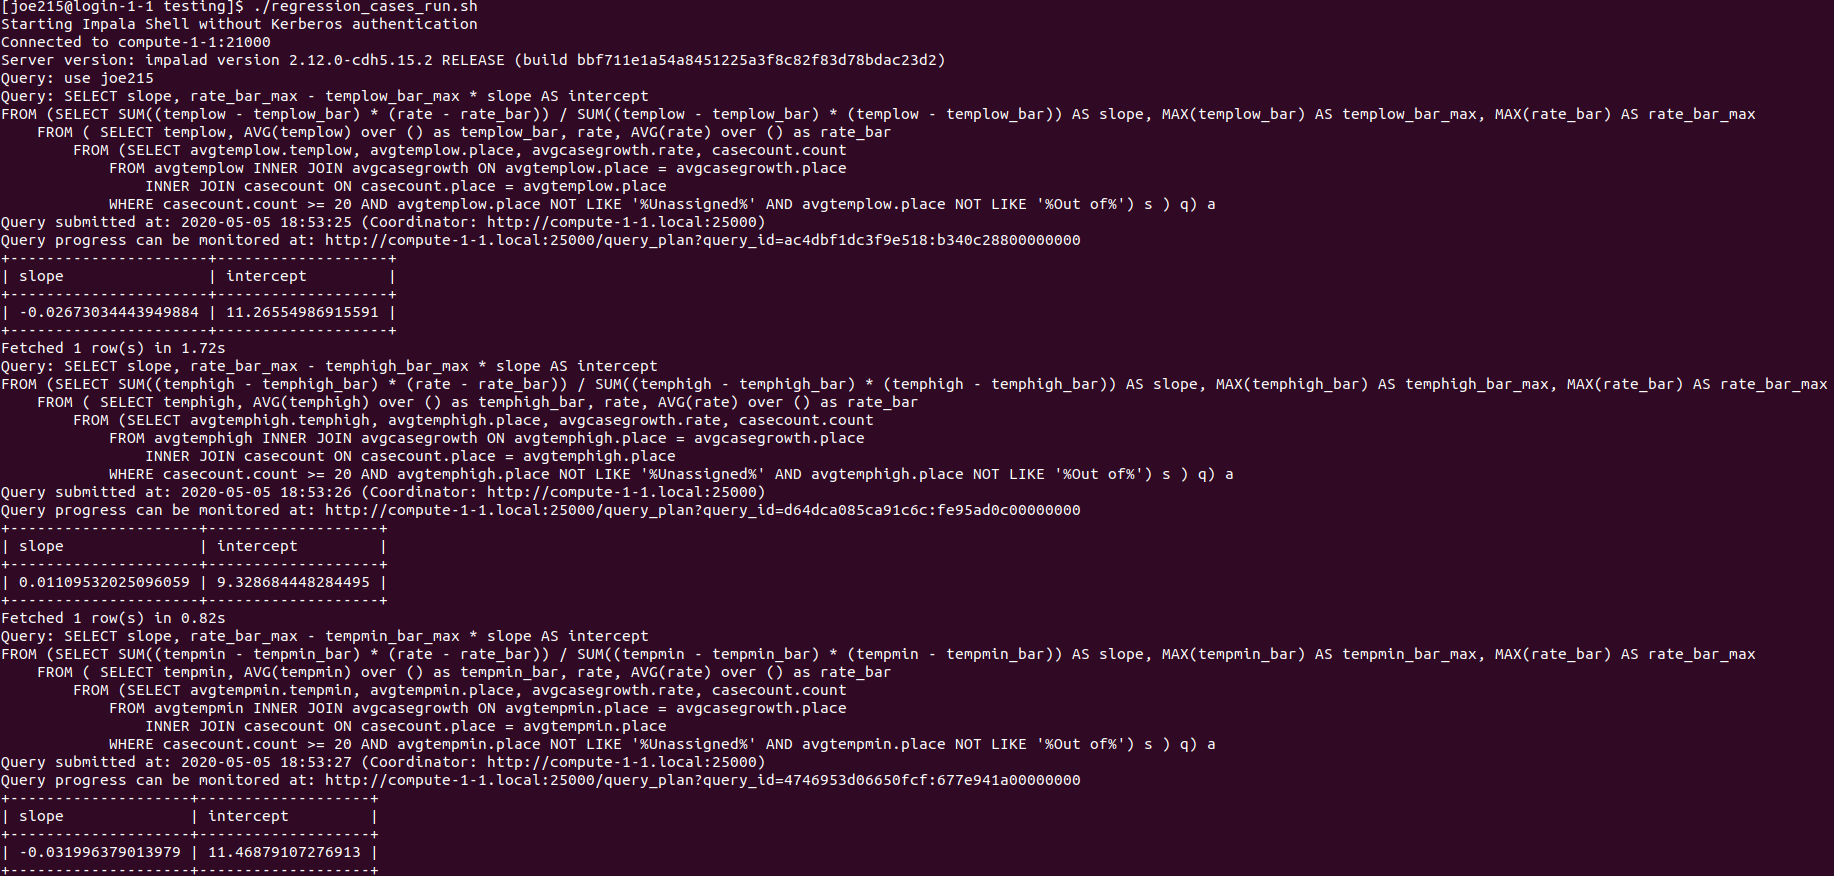 [joe215@login-1-1 testing]$ ./regression_cases_run.sh
Starting Impala Shell without Kerberos authentication
Connected to compute-1-1:21000
Server version: impalad version 2.12.0-cdh5.15.2 RELEASE (build bbf711e1a54a8451225a3f8c82f83d78bdac23d2)
Query: use joe215
Query: SELECT slope, rate_bar_max - templow_bar_max * slope AS intercept
FROM (SELECT SUM((templow - templow_bar) * (rate - rate_bar)) / SUM((templow - templow_bar) * (templow - templow_bar)) AS slope, MAX(templow_bar) AS templow_bar_max, MAX(rate_bar) AS rate_bar_max
    FROM ( SELECT templow, AVG(templow) over () as templow_bar, rate, AVG(rate) over () as rate_bar
        FROM (SELECT avgtemplow.templow, avgtemplow.place, avgcasegrowth.rate, casecount.count
            FROM avgtemplow INNER JOIN avgcasegrowth ON avgtemplow.place = avgcasegrowth.place
                INNER JOIN casecount ON casecount.place = avgtemplow.place
            WHERE casecount.count >= 20 AND avgtemplow.place NOT LIKE '%Unassigned%' AND avgtemplow.place NOT LIKE '%Out of%') s ) q) a
Query submitted at: 2020-05-05 18:53:25 (Coordinator: http://compute-1-1.local:25000)
Query progress can be monitored at: http://compute-1-1.local:25000/query_plan?query_id=ac4dbf1dc3f9e518:b340c28800000000
+----------------------+-------------------+
| slope                | intercept         |
+----------------------+-------------------+
| -0.02673034443949884 | 11.26554986915591 |
+----------------------+-------------------+
Fetched 1 row(s) in 1.72s
Query: SELECT slope, rate_bar_max - temphigh_bar_max * slope AS intercept
FROM (SELECT SUM((temphigh - temphigh_bar) * (rate - rate_bar)) / SUM((temphigh - temphigh_bar) * (temphigh - temphigh_bar)) AS slope, MAX(temphigh_bar) AS temphigh_bar_max, MAX(rate_bar) AS rate_bar_max
    FROM ( SELECT temphigh, AVG(temphigh) over () as temphigh_bar, rate, AVG(rate) over () as rate_bar
        FROM (SELECT avgtemphigh.temphigh, avgtemphigh.place, avgcasegrowth.rate, casecount.count
            FROM avgtemphigh INNER JOIN avgcasegrowth ON avgtemphigh.place = avgcasegrowth.place
                INNER JOIN casecount ON casecount.place = avgtemphigh.place
            WHERE casecount.count >= 20 AND avgtemphigh.place NOT LIKE '%Unassigned%' AND avgtemphigh.place NOT LIKE '%Out of%') s ) q) a
Query submitted at: 2020-05-05 18:53:26 (Coordinator: http://compute-1-1.local:25000)
Query progress can be monitored at: http://compute-1-1.local:25000/query_plan?query_id=d64dca085ca91c6c:fe95ad0c00000000
+---------------------+-------------------+
| slope               | intercept         |
+---------------------+-------------------+
| 0.01109532025096059 | 9.328684448284495 |
+---------------------+-------------------+
Fetched 1 row(s) in 0.82s
Query: SELECT slope, rate_bar_max - tempmin_bar_max * slope AS intercept
FROM (SELECT SUM((tempmin - tempmin_bar) * (rate - rate_bar)) / SUM((tempmin - tempmin_bar) * (tempmin - tempmin_bar)) AS slope, MAX(tempmin_bar) AS tempmin_bar_max, MAX(rate_bar) AS rate_bar_max
    FROM ( SELECT tempmin, AVG(tempmin) over () as tempmin_bar, rate, AVG(rate) over () as rate_bar
        FROM (SELECT avgtempmin.tempmin, avgtempmin.place, avgcasegrowth.rate, casecount.count
            FROM avgtempmin INNER JOIN avgcasegrowth ON avgtempmin.place = avgcasegrowth.place
                INNER JOIN casecount ON casecount.place = avgtempmin.place
            WHERE casecount.count >= 20 AND avgtempmin.place NOT LIKE '%Unassigned%' AND avgtempmin.place NOT LIKE '%Out of%') s ) q) a
Query submitted at: 2020-05-05 18:53:27 (Coordinator: http://compute-1-1.local:25000)
Query progress can be monitored at: http://compute-1-1.local:25000/query_plan?query_id=4746953d06650fcf:677e941a00000000
+--------------------+-------------------+
| slope              | intercept         |
+--------------------+-------------------+
| -0.031996379013979 | 11.46879107276913 |
+--------------------+-------------------+